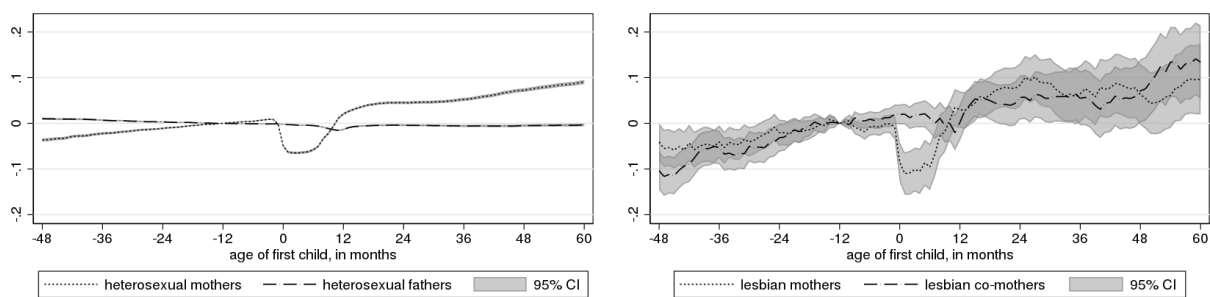 .2
.1
0
-.1
-.2
-48 -36 -24 -12 0 12 24 36 48 60
age of first child, in months
heterosexual mothers heterosexual fathers 95% CI
.2
.1
0
-.1
-.2
-48 -36 -24 -12 0 12 24 36 48 60
age of first child, in months
lesbian mothers lesbian co-mothers 95% CI